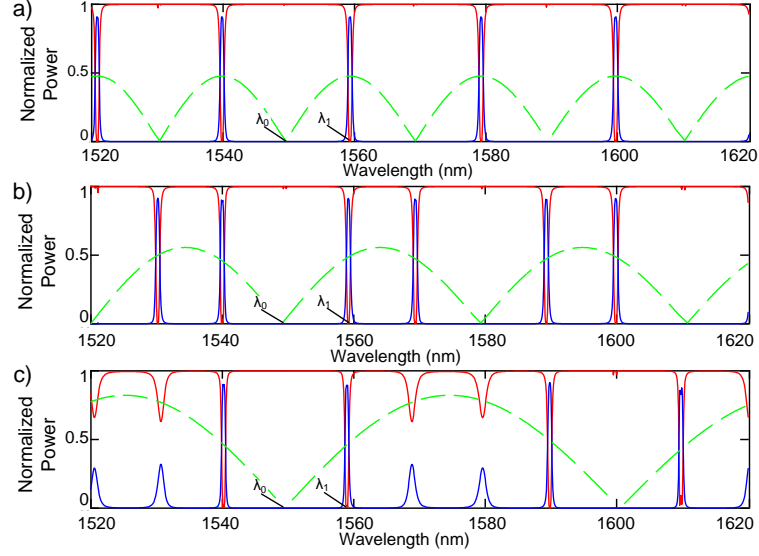 a)
Normalized
Power
1
0.5
0
λ0
λ1
1520
1540
1560
1580
1600
1620
Wavelength (nm)
b)
Normalized
Power
1
0.5
0
λ0
λ1
1520
1540
1560
1580
1600
1620
Wavelength (nm)
c)
Normalized
Power
1
0.5
0
λ0
λ1
1520
1540
1560
1580
1600
1620
Wavelength (nm)